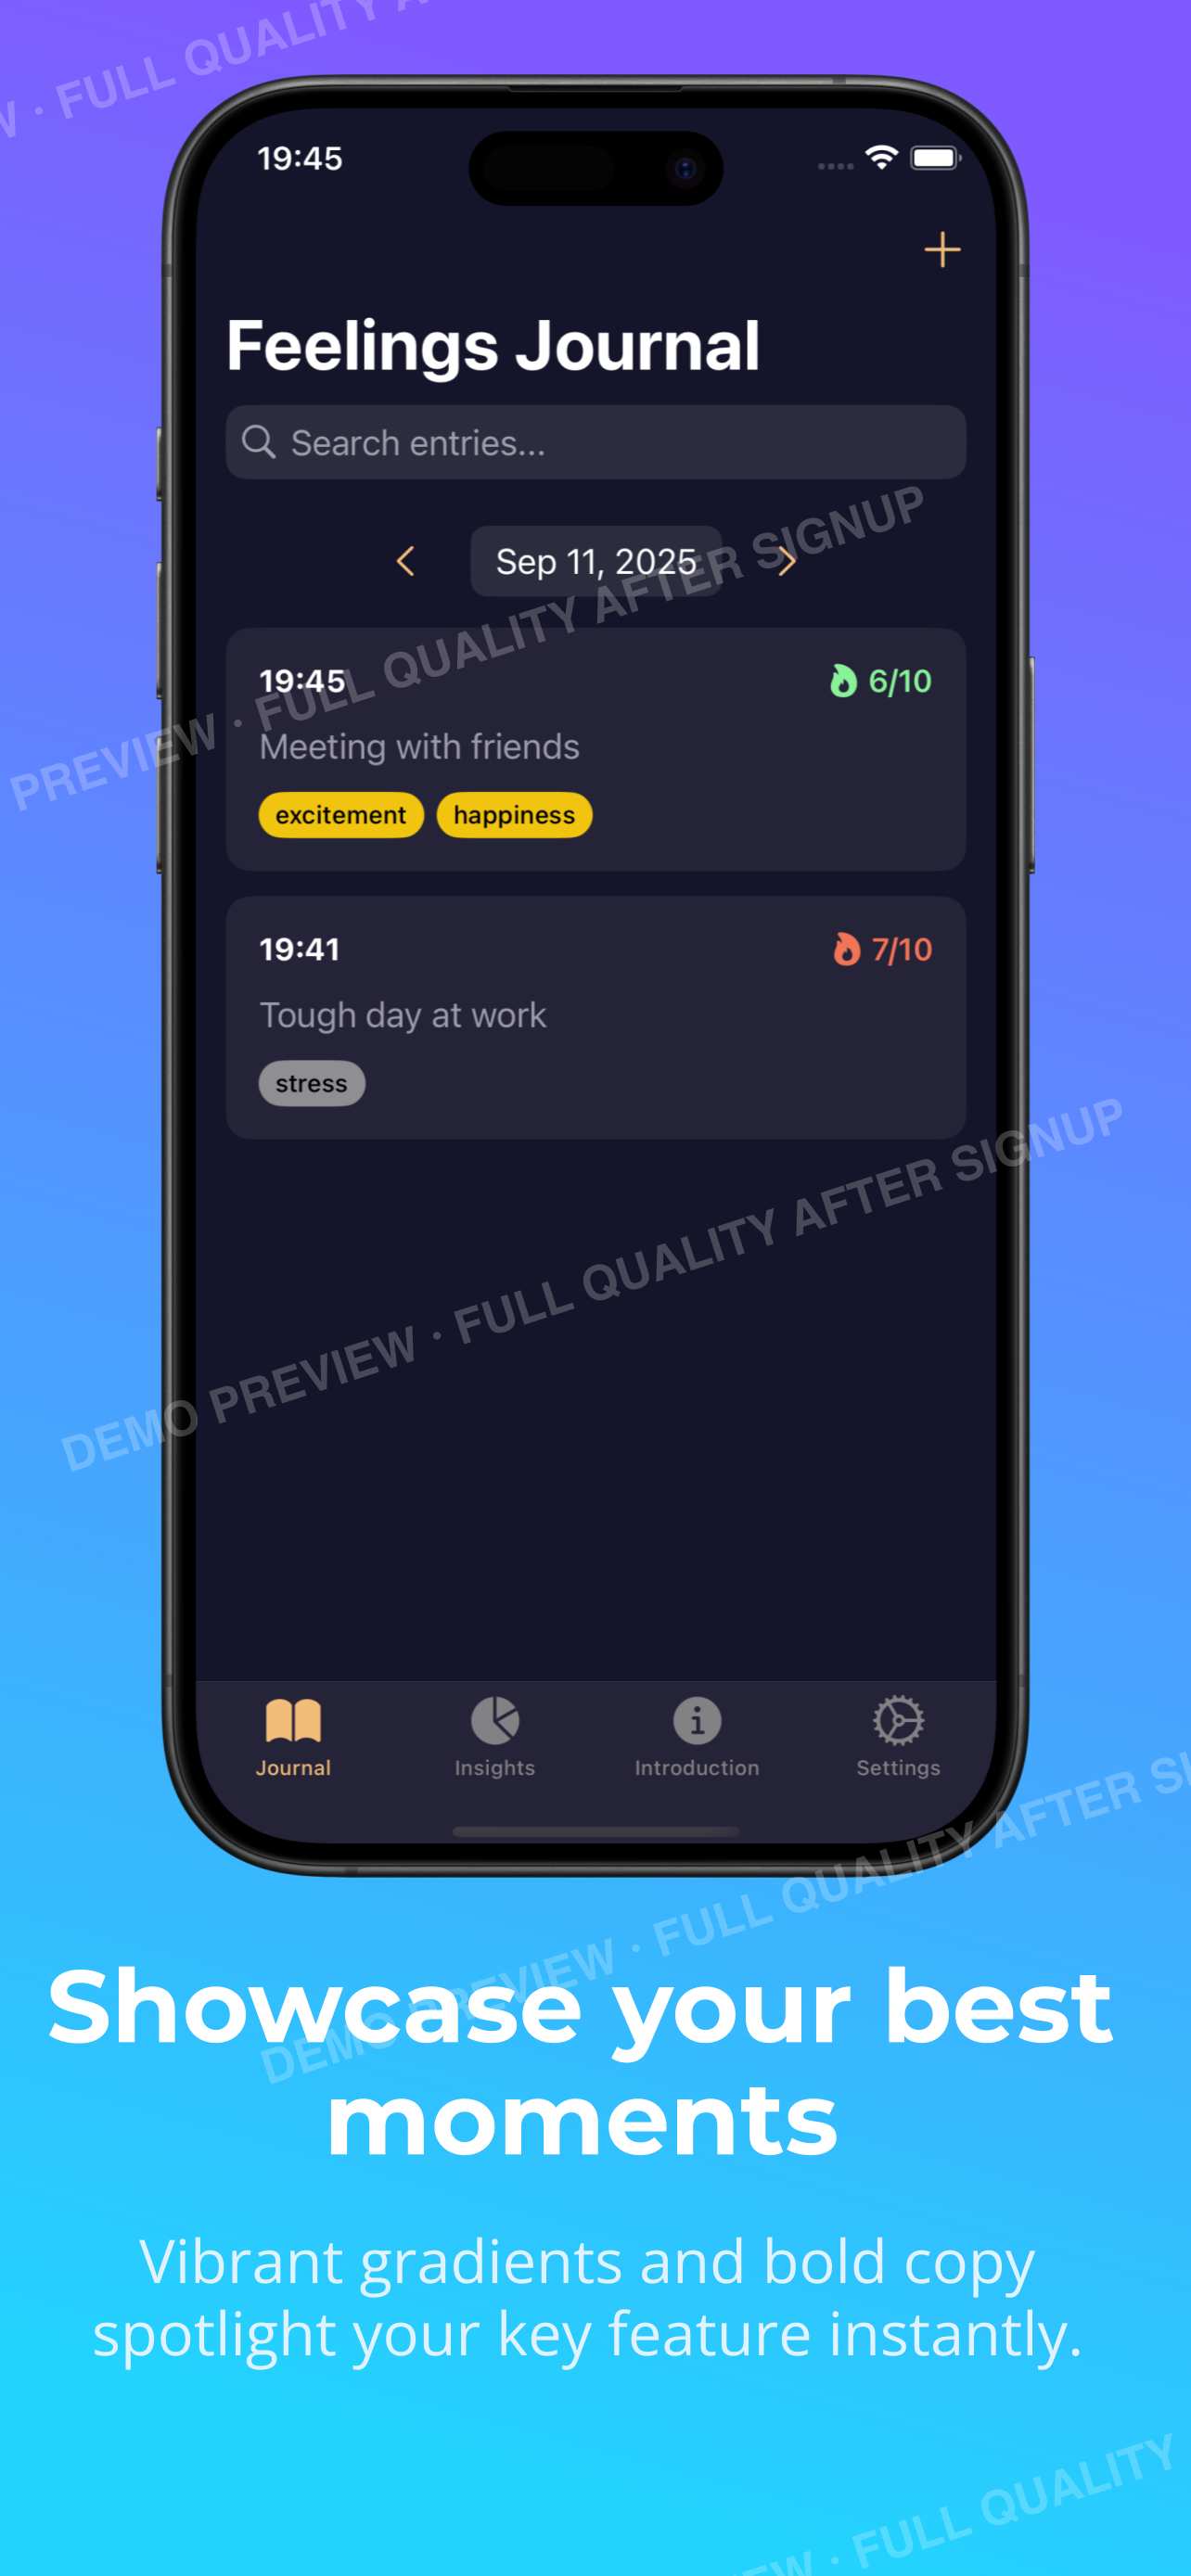 W · FULL QUALITY A
19:45
Feelings Journal
Search entries...
Sep 11, 2025
PREVIEW · FULL QUALITY AFTER SIGNUP
19:45
6/10
Meeting with friends
excitement
happiness
19:41
7/10
Tough day at work
stress
DEMO PREVIEW · FULL QUALITY AFTER SIGNUP
Journal
Insights
Introduction
Settings
DEMO PREVIEW · FULL QUALITY AFTER SI
Showcase your best
moments
Vibrant gradients and bold copy
spotlight your key feature instantly.
EW · FULL QUALITY